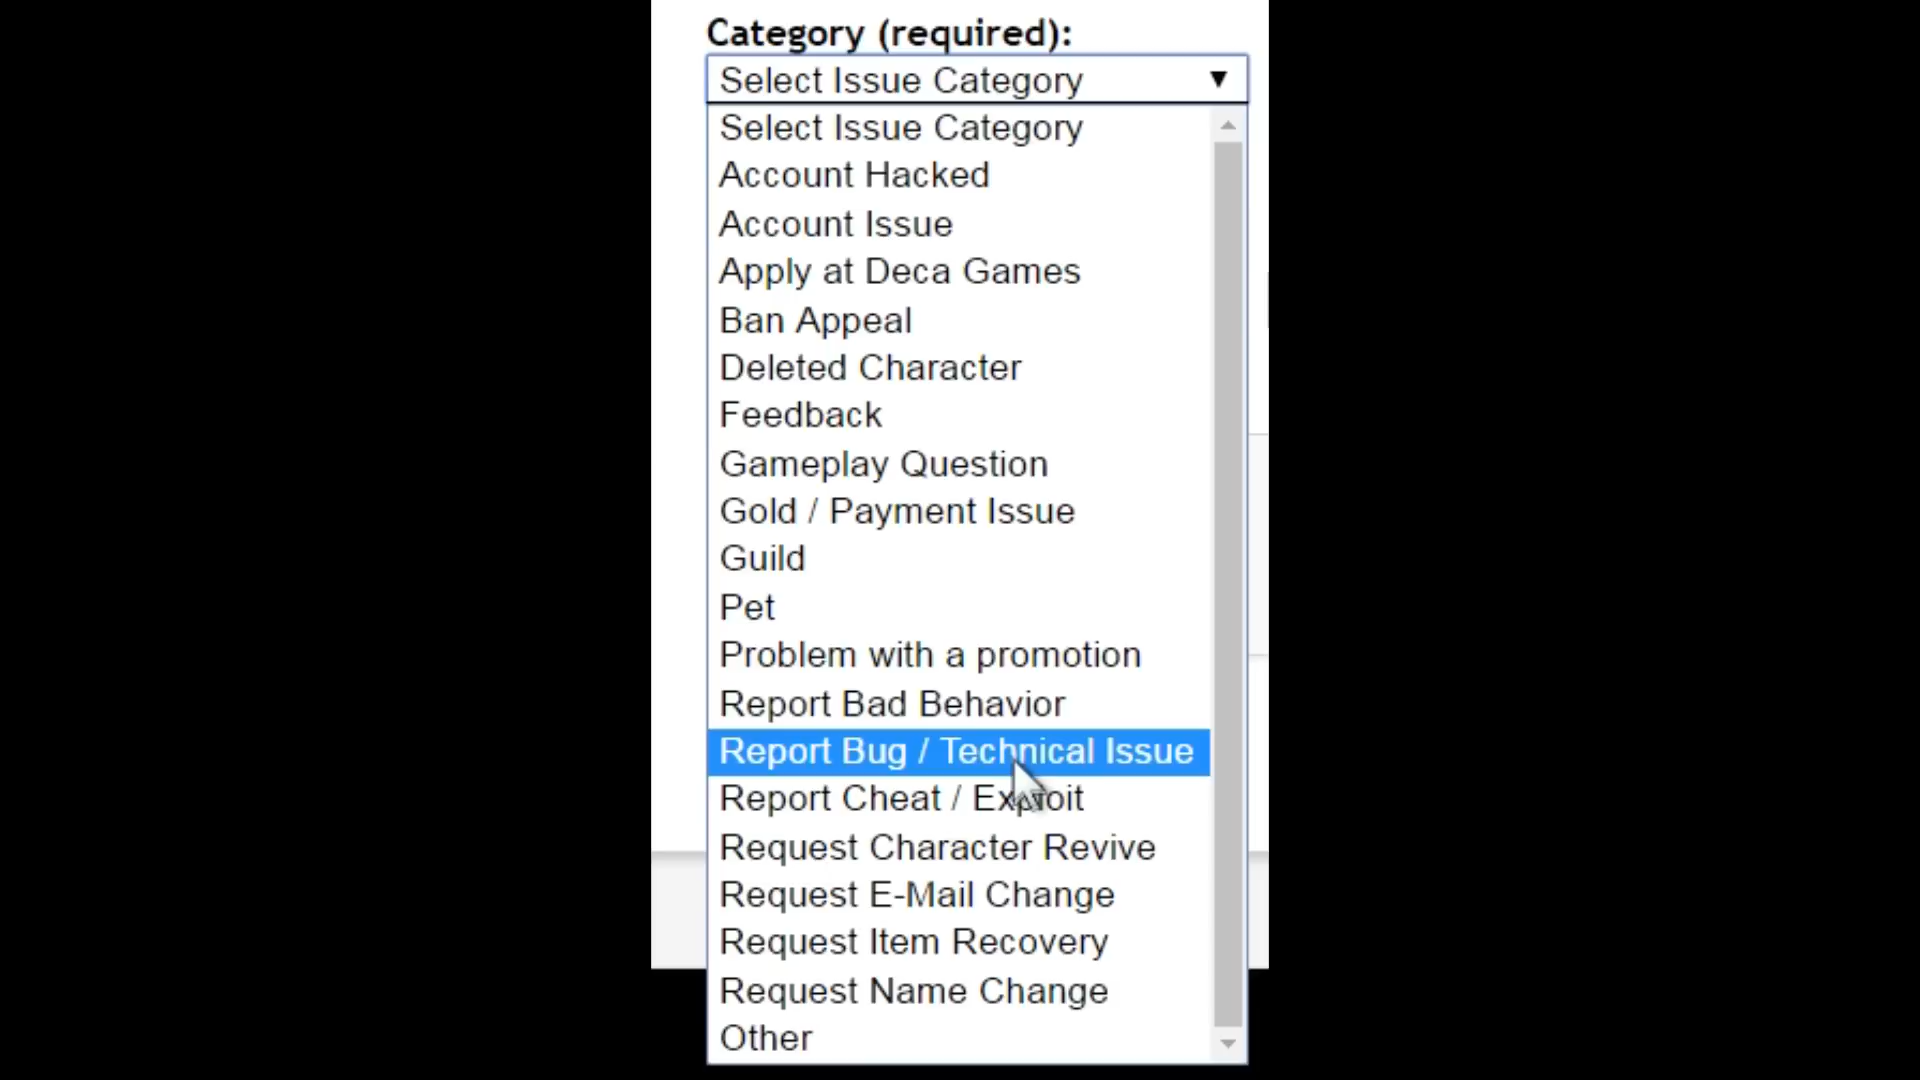 Category (required):
Select Issue Category
Select Issue Category
Account Hacked
Account Issue
Apply at Deca Games
Ban Appeal
Deleted Character
Feedback
Gameplay Question
Gold / Payment Issue
Guild
Pet
Problem with a promotion
Report Bad Behavior
Report Bug / Technical Issue
Report Cheat / Exploit
Request Character Revive
Request E-Mail Change
Request Item Recovery
Request Name Change
Other